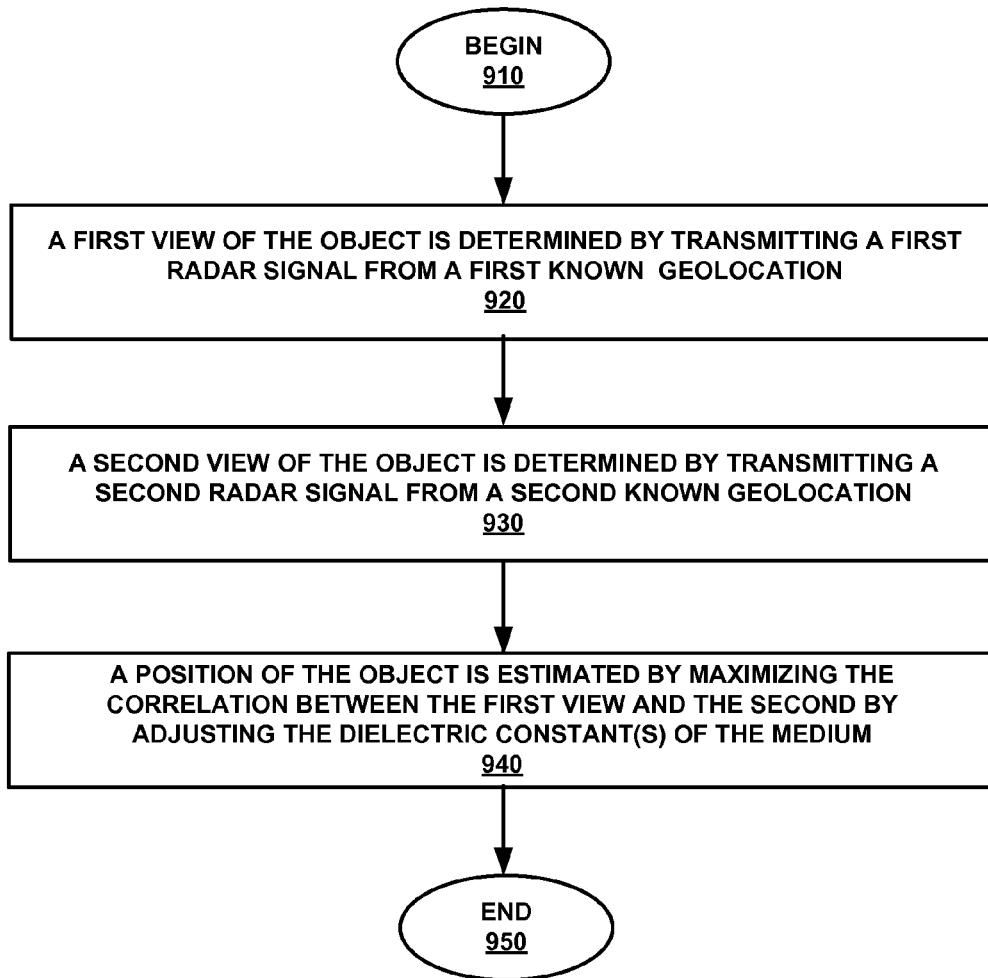 BEGIN
910
A FIRST VIEW OF THE OBJECT IS DETERMINED BY TRANSMITTING A FIRST
RADAR SIGNAL FROM A FIRST KNOWN GEOLOCATION
920
A SECOND VIEW OF THE OBJECT IS DETERMINED BY TRANSMITTING A
SECOND RADAR SIGNAL FROM A SECOND KNOWN GEOLOCATION
930
A POSITION OF THE OBJECT IS ESTIMATED BY MAXIMIZING THE
CORRELATION BETWEEN THE FIRST VIEW AND THE SECOND BY
ADJUSTING THE DIELECTRIC CONSTANT(S) OF THE MEDIUM
940
END
950